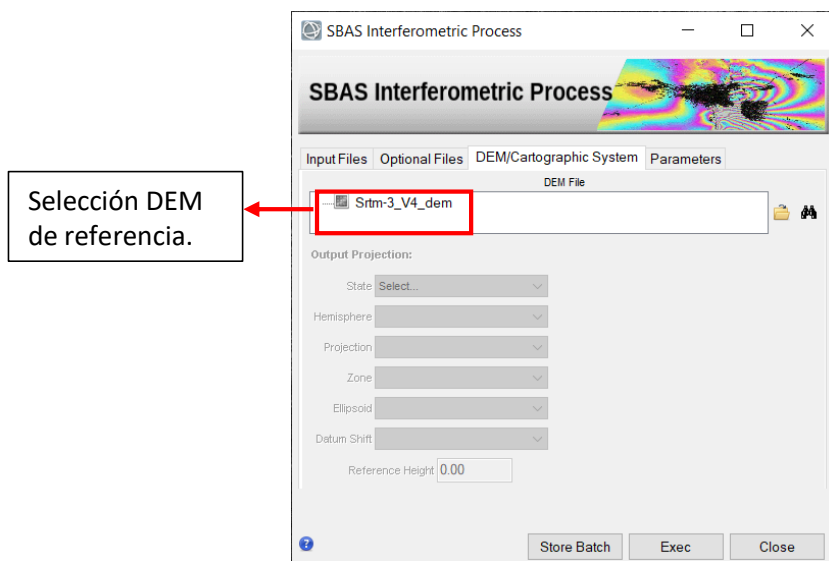 SBAS Interferometric Process
SBAS Interferometric Process
Input Files Optional Files DEM/Cartographic System Parameters
DEM File
Srtm-3_V4_dem
Selección DEM
de referencia.
Output Projection:
State Select...
Hemisphere
Projection
Zone
Ellipsoid
Datum Shift
Reference Height 0.00
?
Store Batch Exec Close